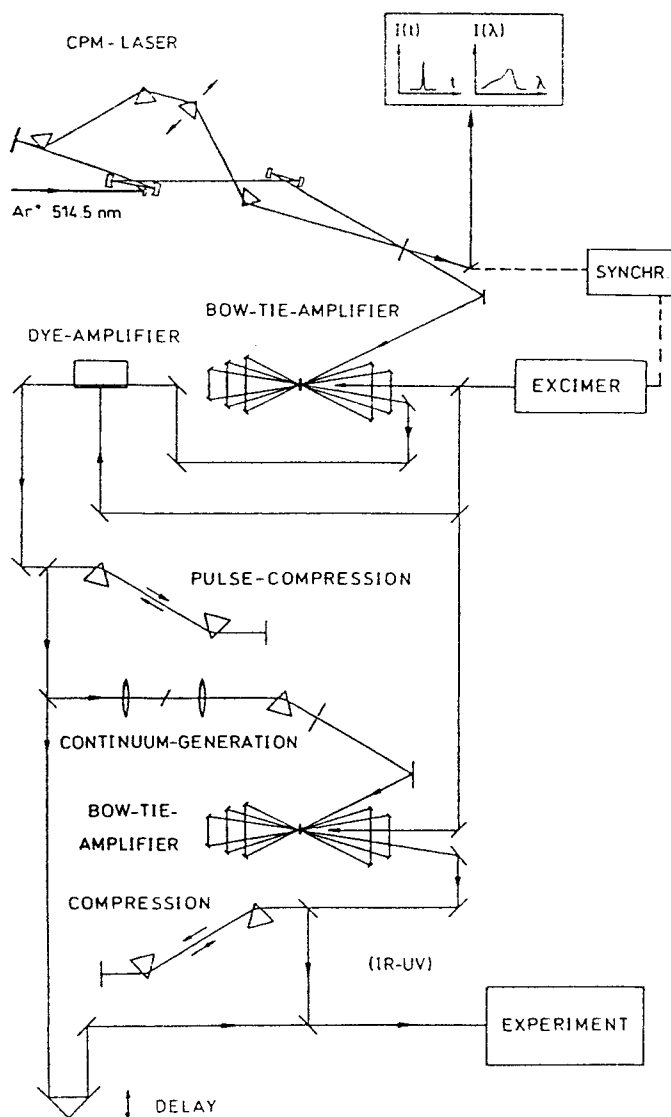 CPM-LASER
I(t) I(λ)
t λ
Ar⁺ 514.5 nm
SYNCHR.
BOW-TIE-AMPLIFIER
DYE-AMPLIFIER
EXCIMER
PULSE-COMPRESSION
CONTINUUM-GENERATION
BOW-TIE-
AMPLIFIER
COMPRESSION
(IR-UV)
EXPERIMENT
DELAY